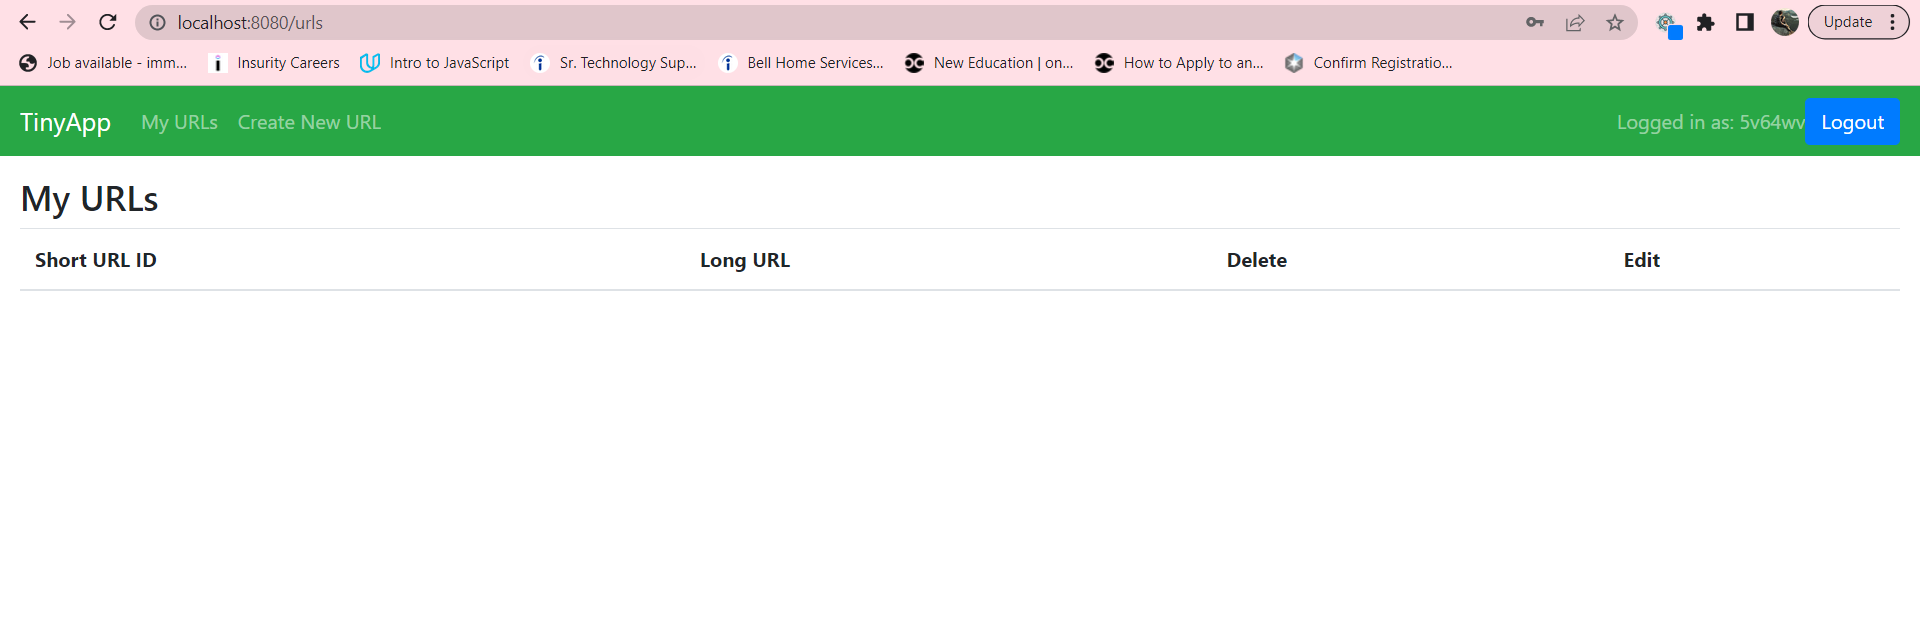 localhost:8080/urls
Update
Job available - imm... Insurity Careers Intro to JavaScript Sr. Technology Sup... Bell Home Services... New Education | on... How to Apply to an... Confirm Registratio...
TinyApp My URLs Create New URL Logged in as: 5v64wv Logout
My URLs
Short URL ID Long URL Delete Edit